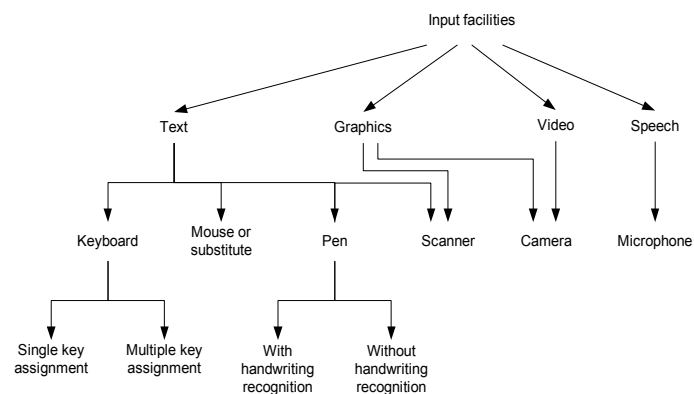 Input facilities
Text
Graphics
Video
Speech
Keyboard
Mouse or
substitute
Pen
Scanner
Camera
Microphone
Single key
assignment
Multiple key
assignment
With
handwriting
recognition
Without
handwriting
recognition